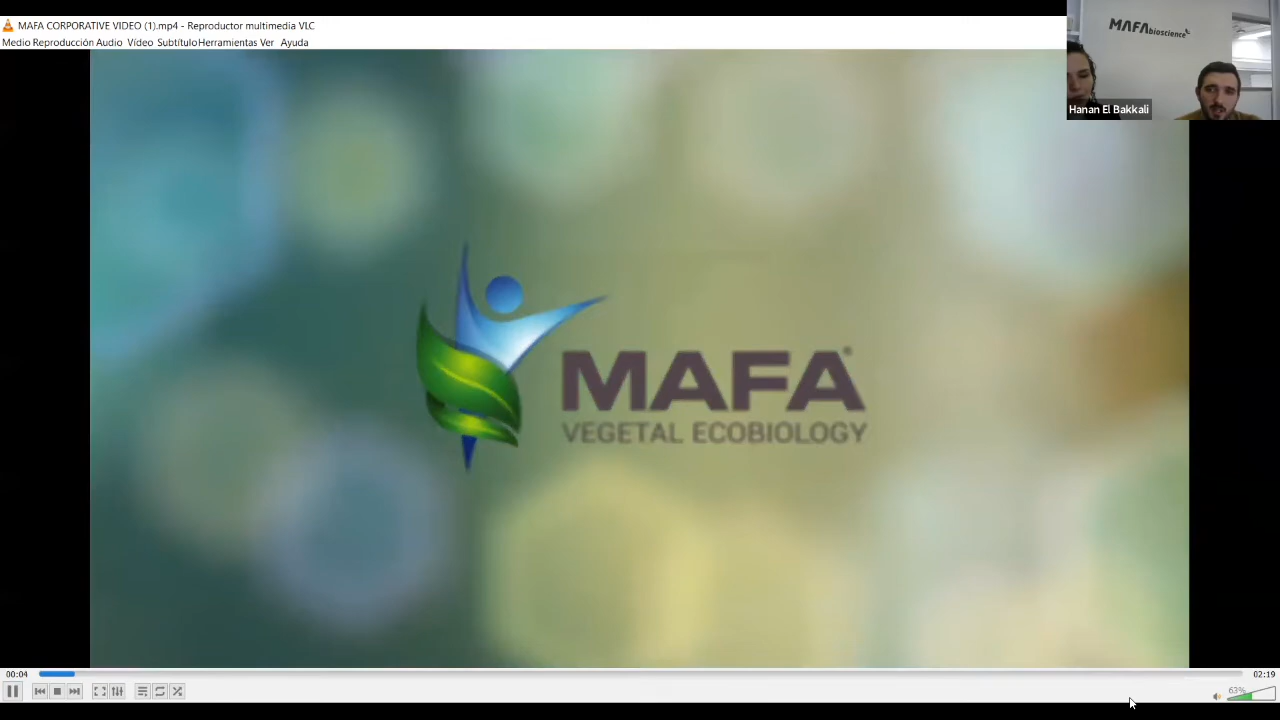 MAFA CORPORATIVE VIDEO (1).mp4 - Reproductor multimedia VLC
Medio Reproducción Audio Vídeo Subtítulo Herramientas Ver Ayuda
MAFA bioscience
Hanan El Bakkali
MAFA®
VEGETAL ECOBIOLOGY
00:04
02:19
63%